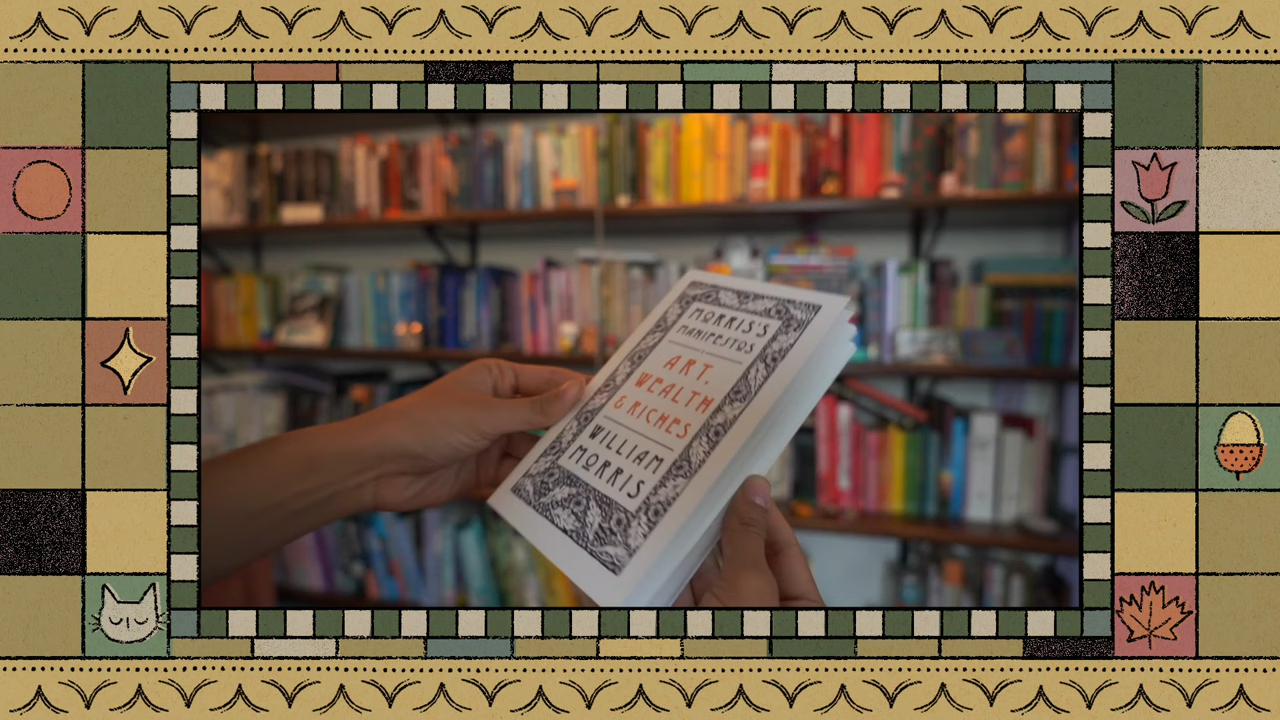 MORRIS'S
MANIFESTOS
ART,
WEALTH
& RICHES
WILLIAM
MORRIS